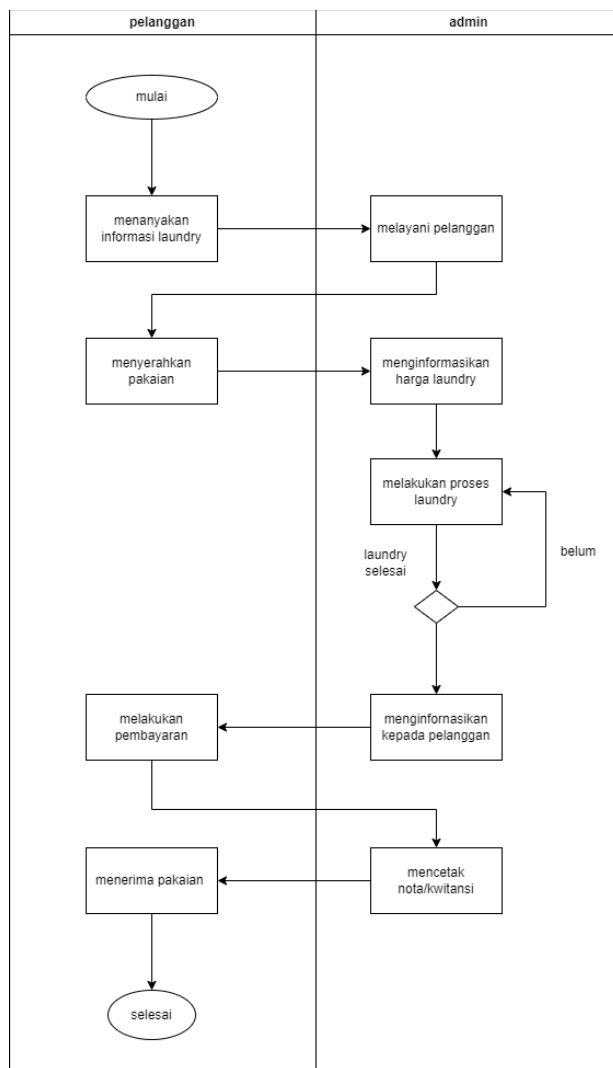 pelanggan
admin
mulai
menanyakan
informasi laundry
melayani pelanggan
menyerahkan
pakaian
menginformasikan
harga laundry
melakukan proses
laundry
laundry
selesai
belum
melakukan
pembayaran
menginfornasikan
kepada pelanggan
menerima pakaian
mencetak
nota/kwitansi
selesai